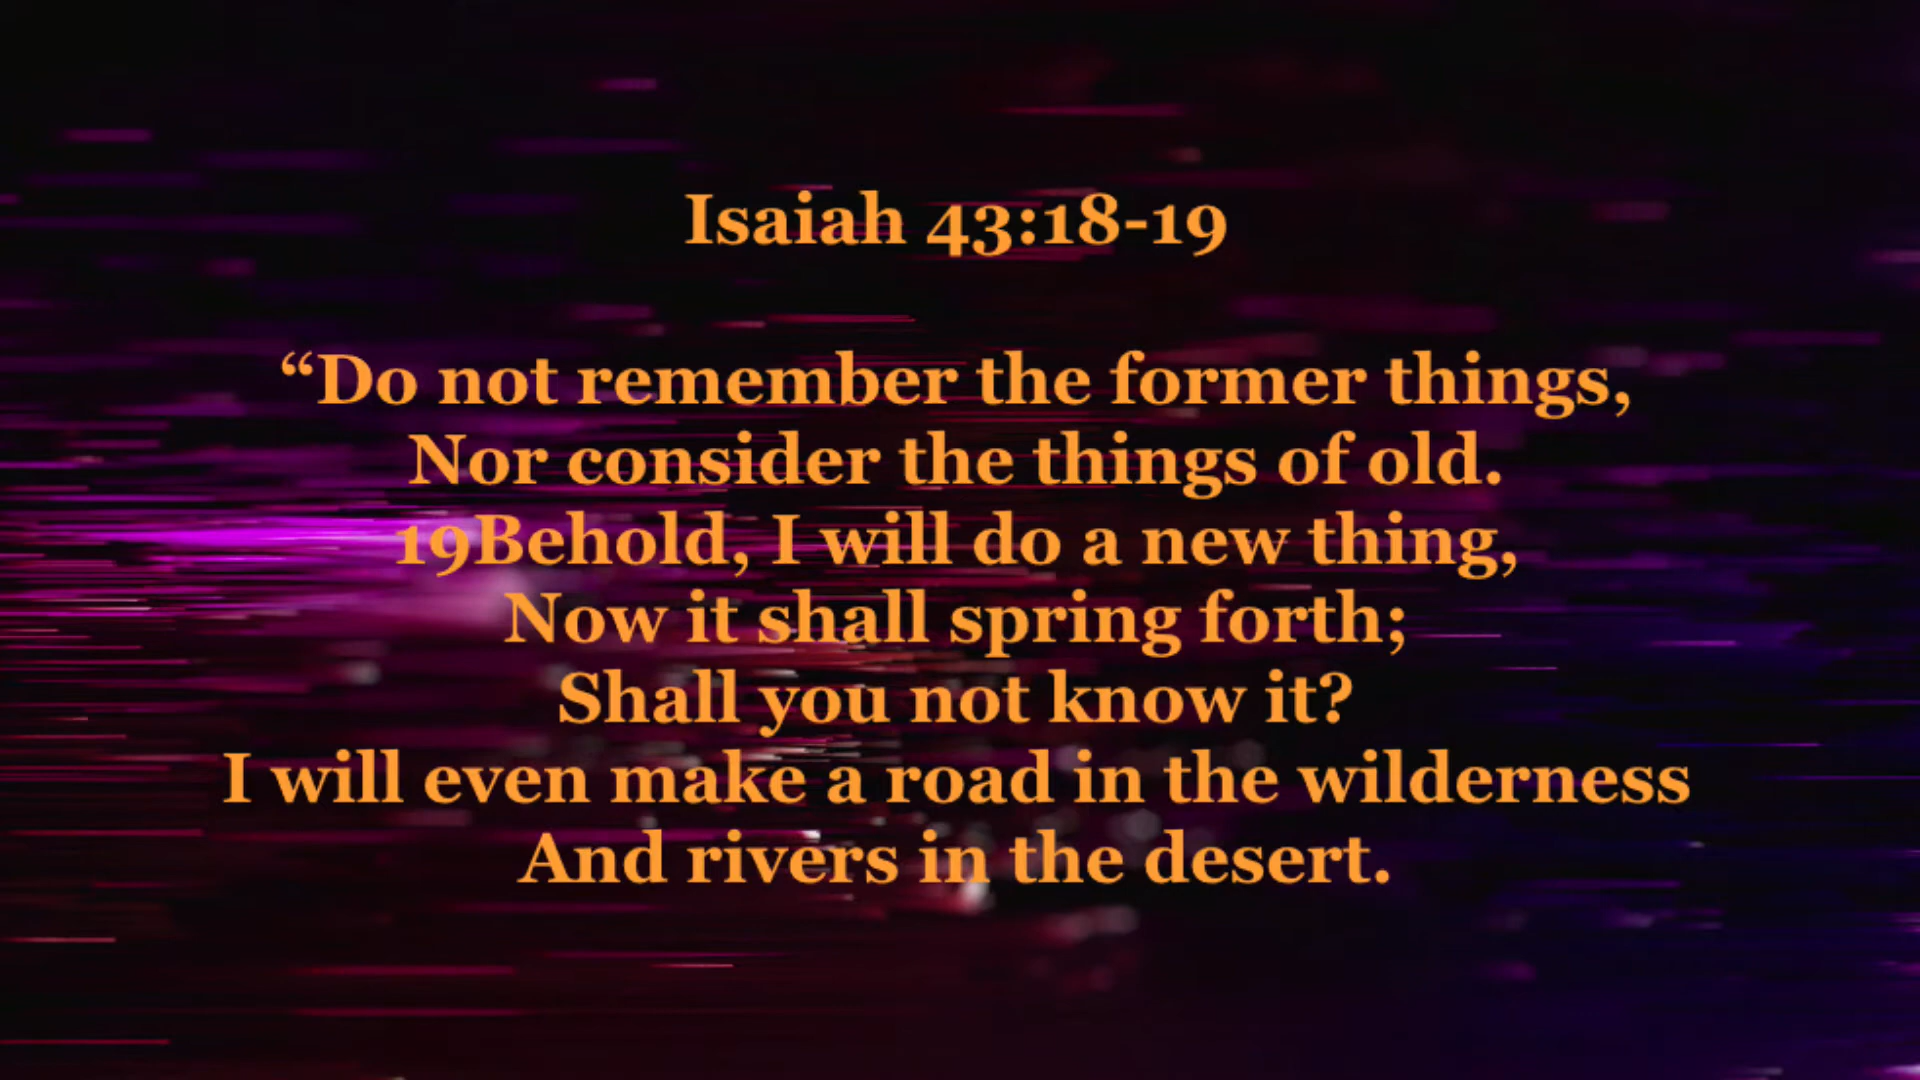 Isaiah 43:18-19
“Do not remember the former things,
Nor consider the things of old.
19Behold, I will do a new thing,
Now it shall spring forth;
Shall you not know it?
I will even make a road in the wilderness
And rivers in the desert.